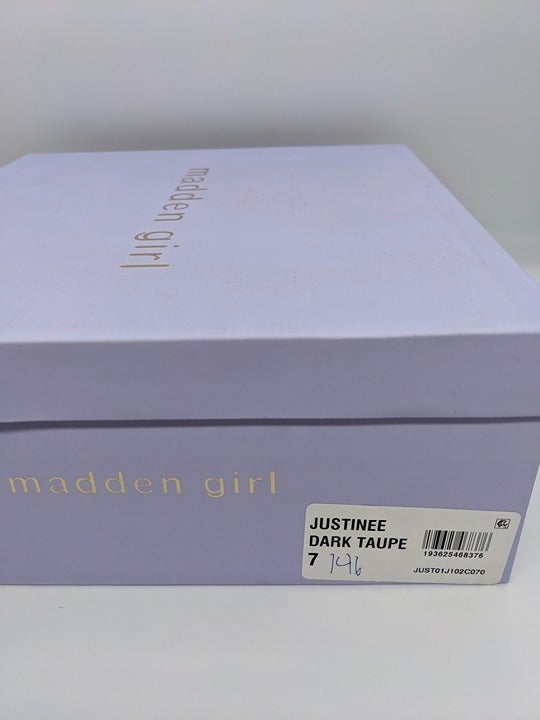 madden girl
madden girl
JUSTINEE
DARK TAUPE
7 146
193625468376
JUST01J102C070